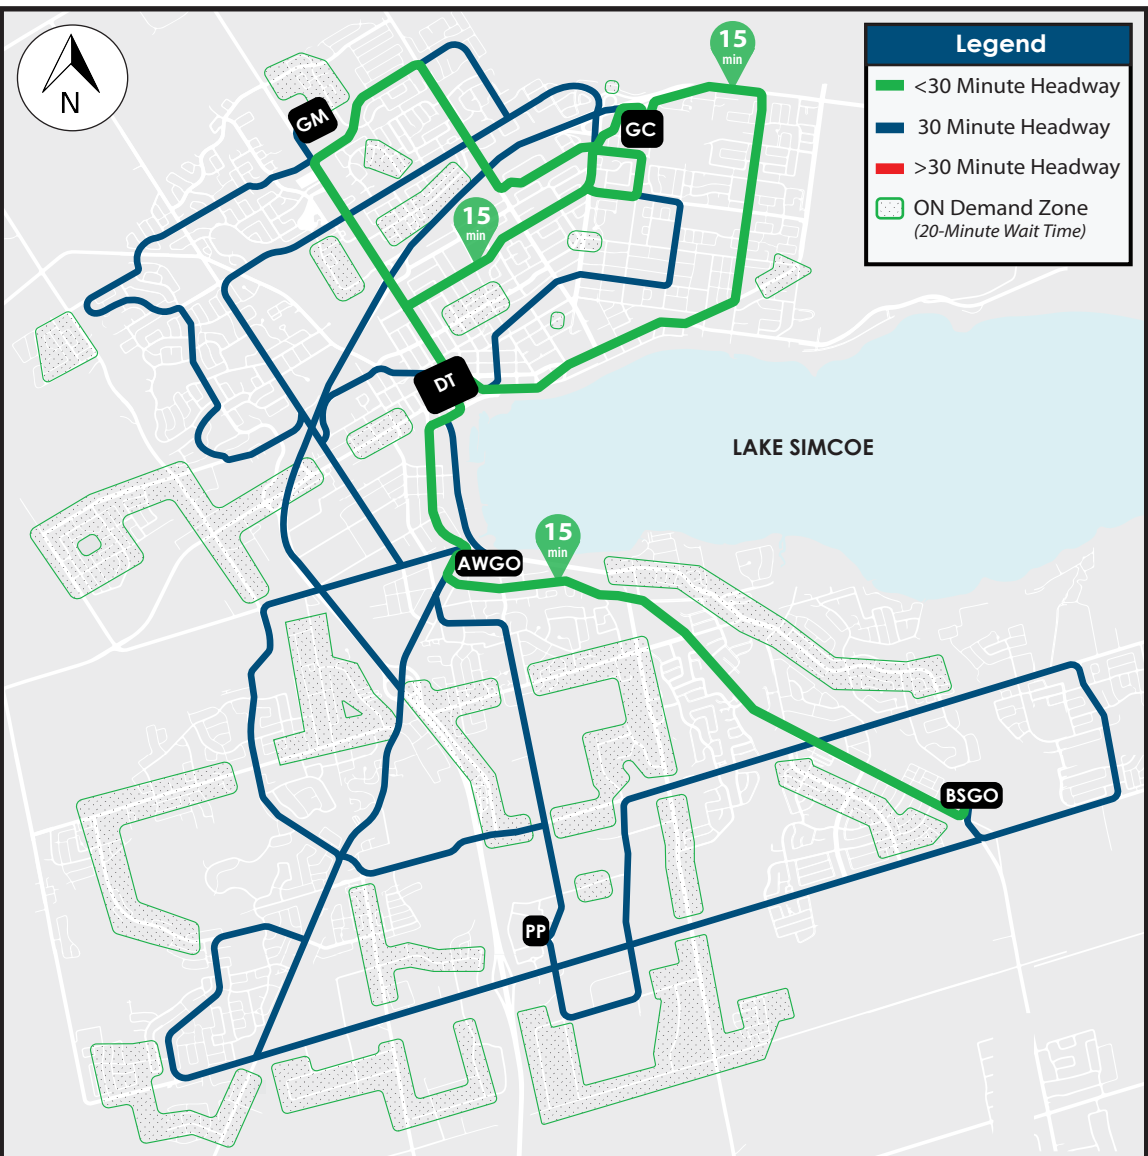 N
GM
15
min
GC
Legend
<30 Minute Headway
30 Minute Headway
>30 Minute Headway
ON Demand Zone
(20-Minute Wait Time)
15
min
DT
LAKE SIMCOE
AWGO
15
min
BSGO
PP